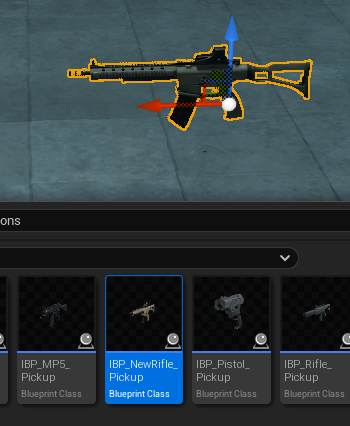 ons
IBP_MP5_
Pickup
Blueprint Class
IBP_NewRifle_
Pickup
Blueprint Class
IBP_Pistol_
Pickup
Blueprint Class
IBP_Rifle_
Pickup
Blueprint Class